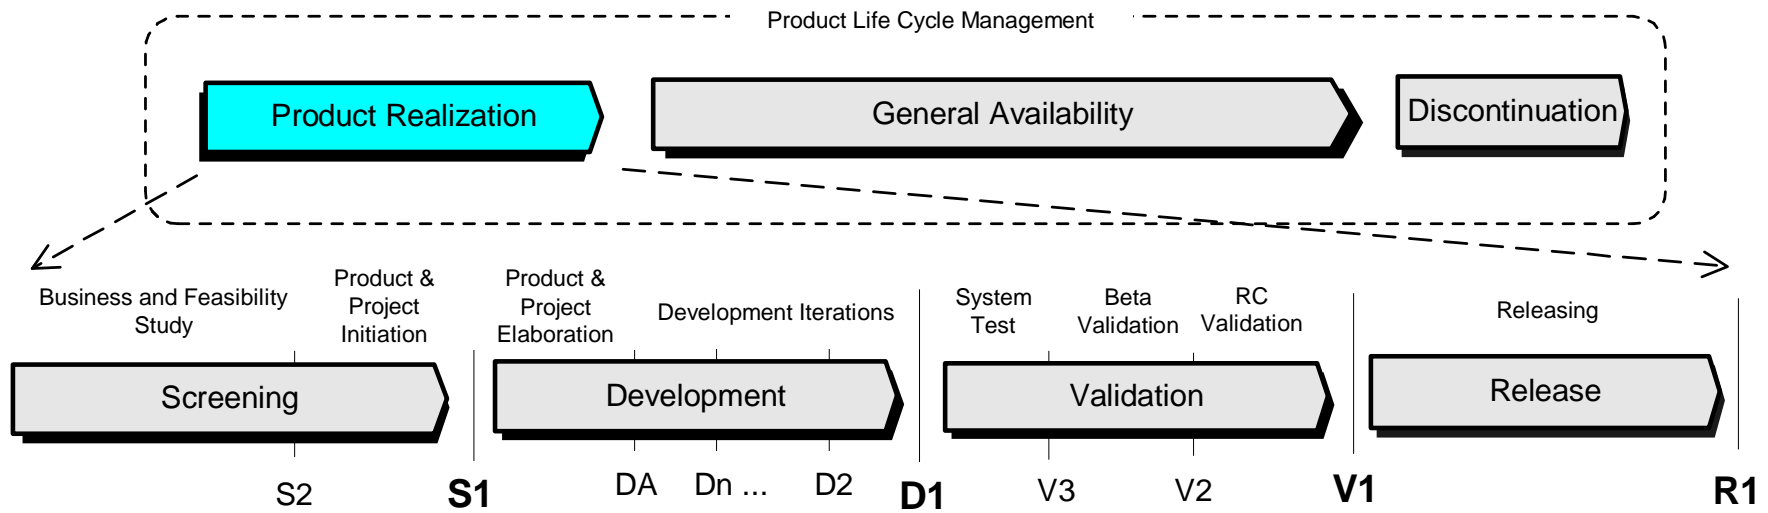 Product Life Cycle Management
Product Realization
General Availability
Discontinuation
Business and Feasibility
Study
Product &
Project
Initiation
Product &
Project
Elaboration
Development Iterations
System
Test
Beta
Validation
RC
Validation
Releasing
Screening
Development
Validation
Release
S2
S1
DA
Dn ...
D2
D1
V3
V2
V1
R1